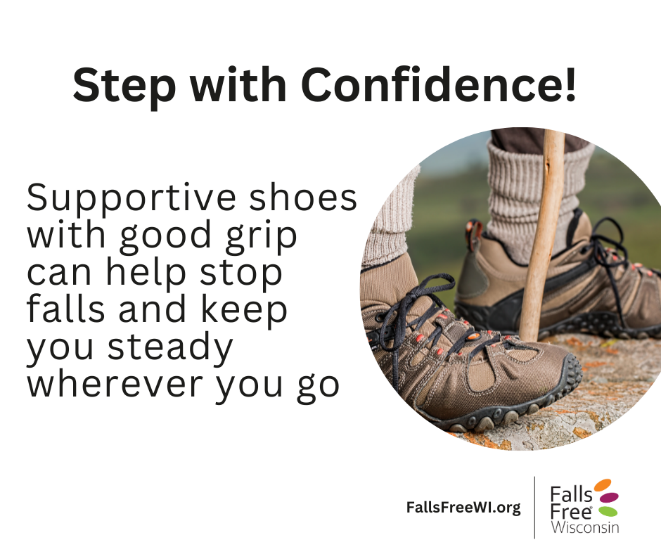 Step with Confidence!
Supportive shoes
with good grip
can help stop
falls and keep
you steady
wherever you go
FallsFreeWI.org
Falls
Free
Wisconsin